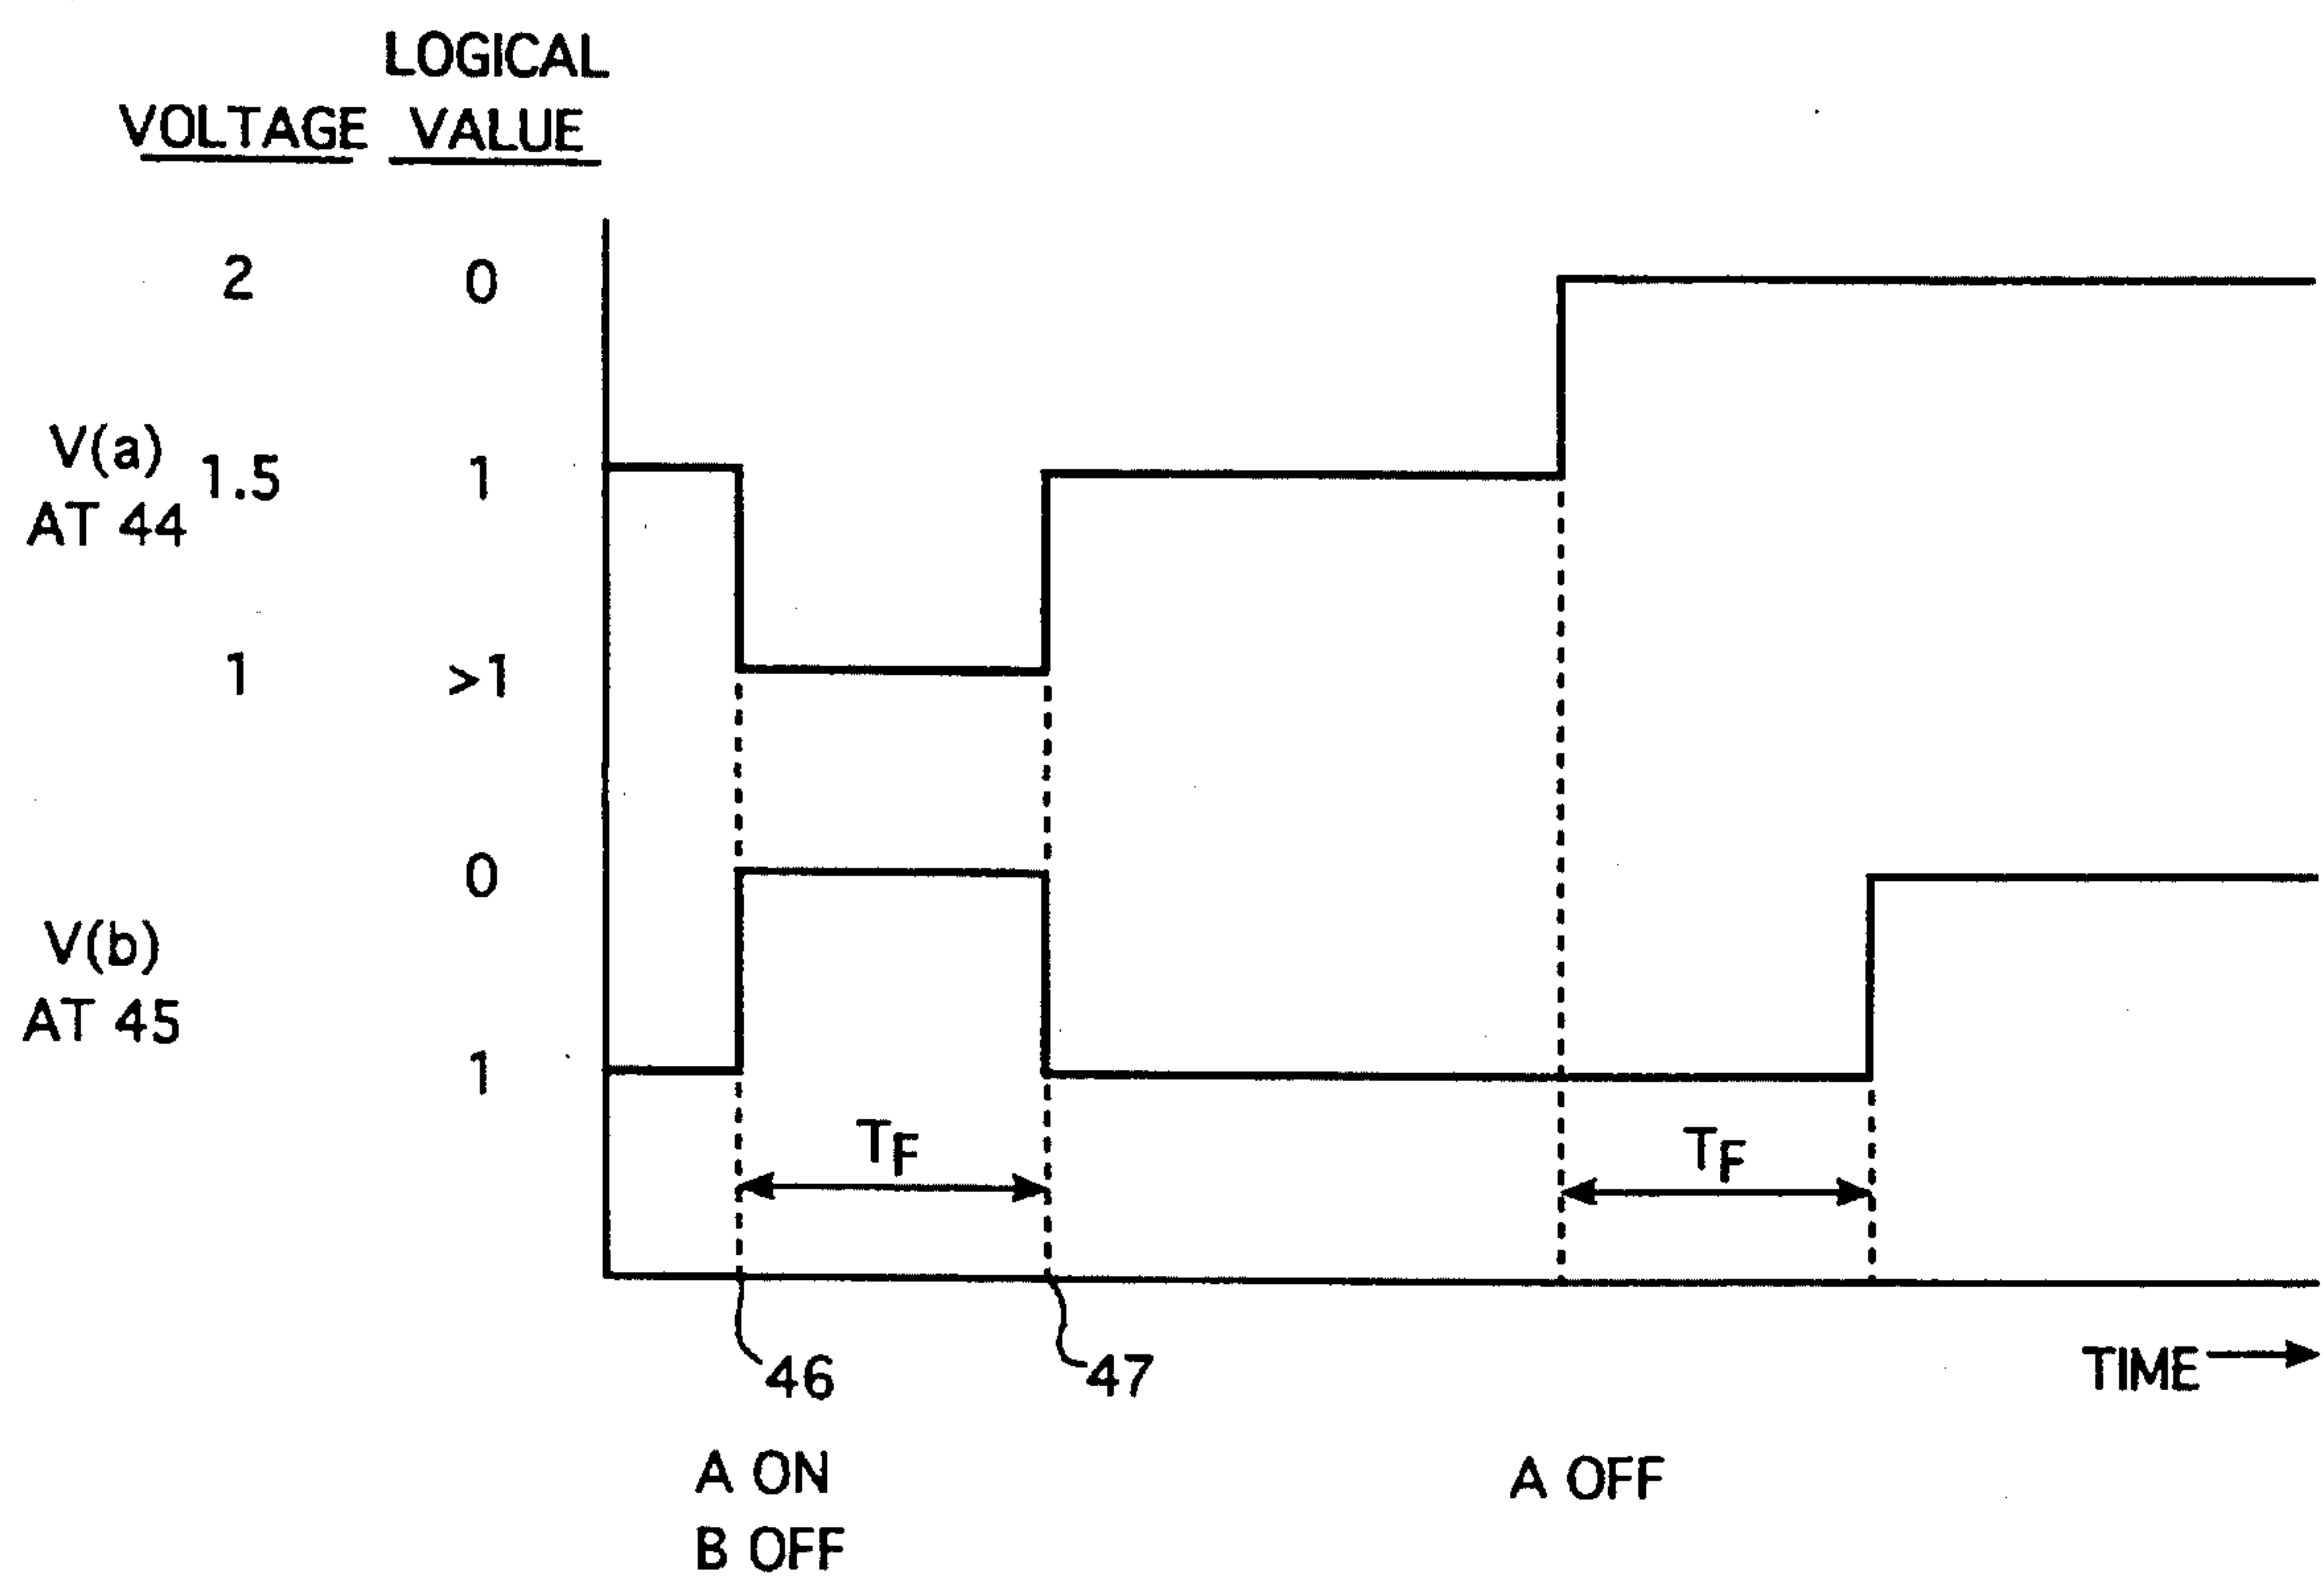 LOGICAL
VOLTAGE VALUE
2 0
V(a) 1.5 1
AT 44
1 >1
0
V(b)
AT 45
1
TF TF
46 47 TIME
A ON A OFF
B OFF